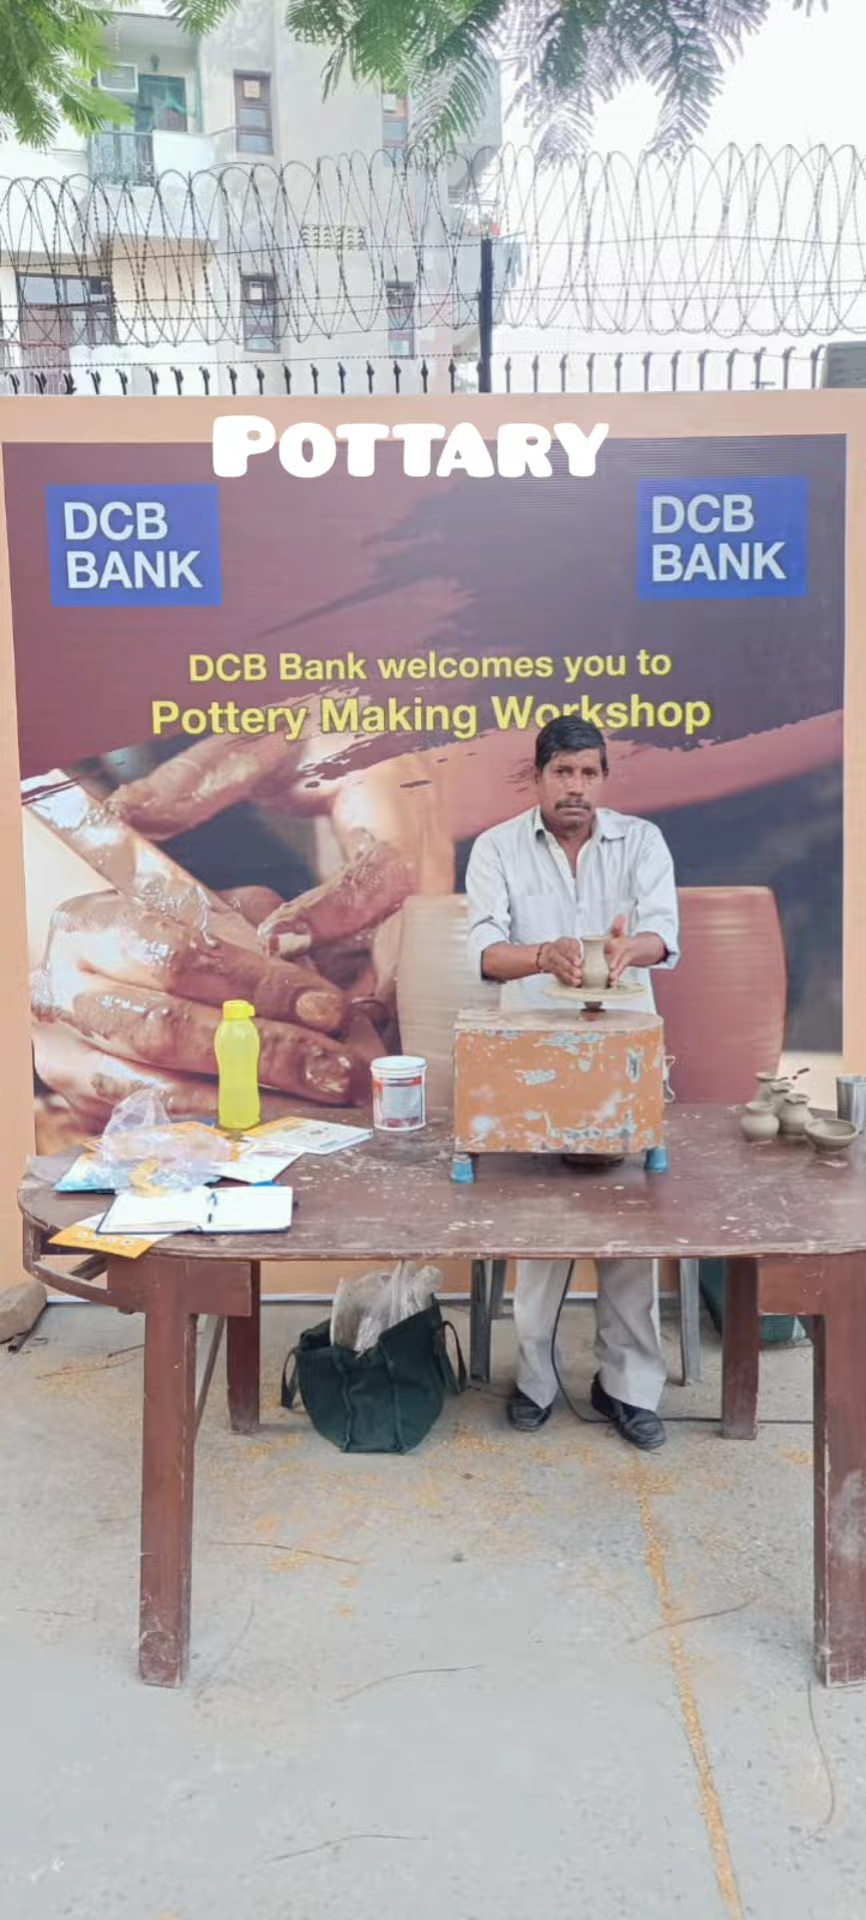 POTTARY
DCB
BANK
DCB
BANK
DCB Bank welcomes you to
Pottery Making Workshop